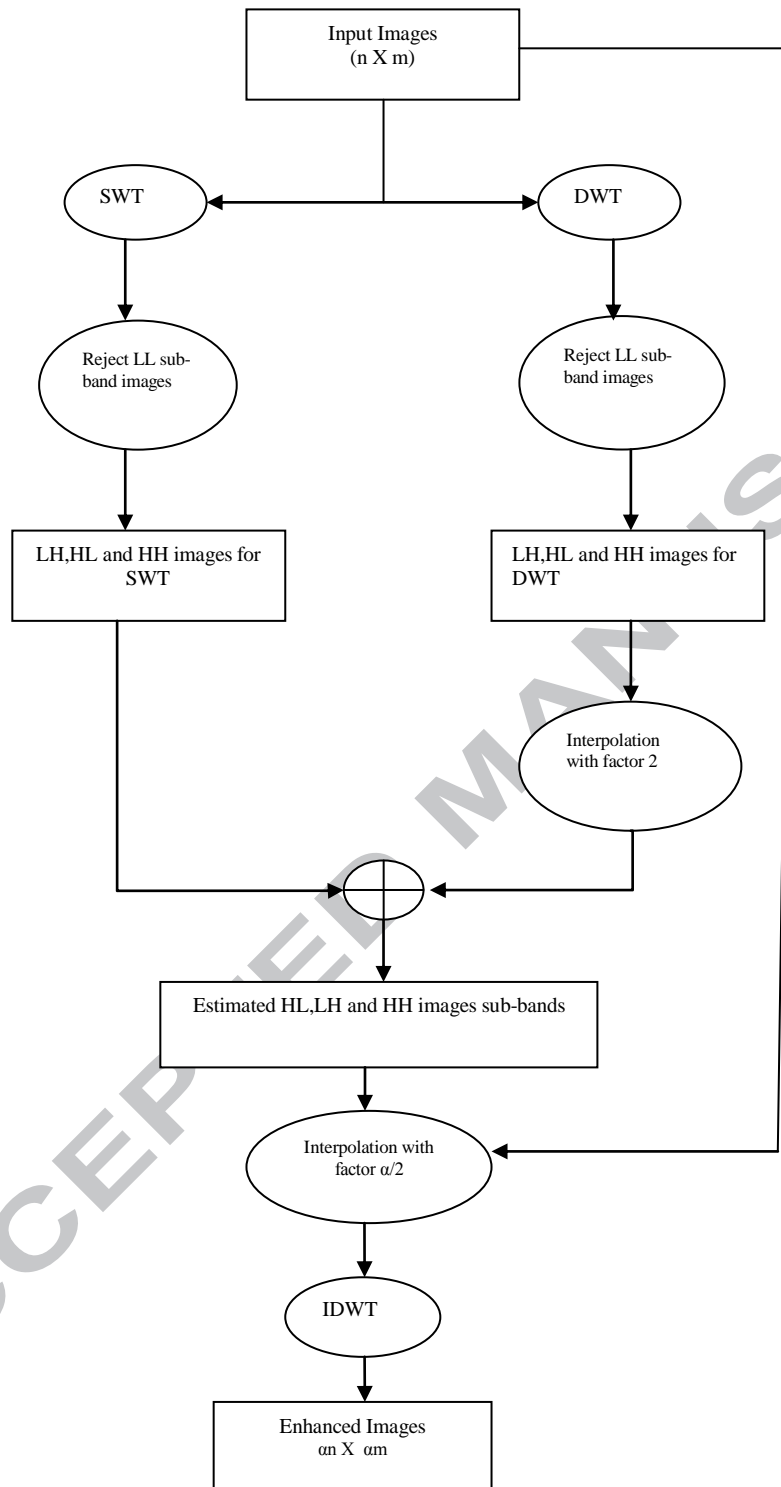 Input Images
(n X m)
SWT
DWT
Reject LL sub-
band images
Reject LL sub-
band images
LH,HL and HH images for
SWT
LH,HL and HH images for
DWT
Interpolation
with factor 2
Estimated HL,LH and HH images sub-bands
Interpolation with
factor α/2
IDWT
Enhanced Images
αn X αm